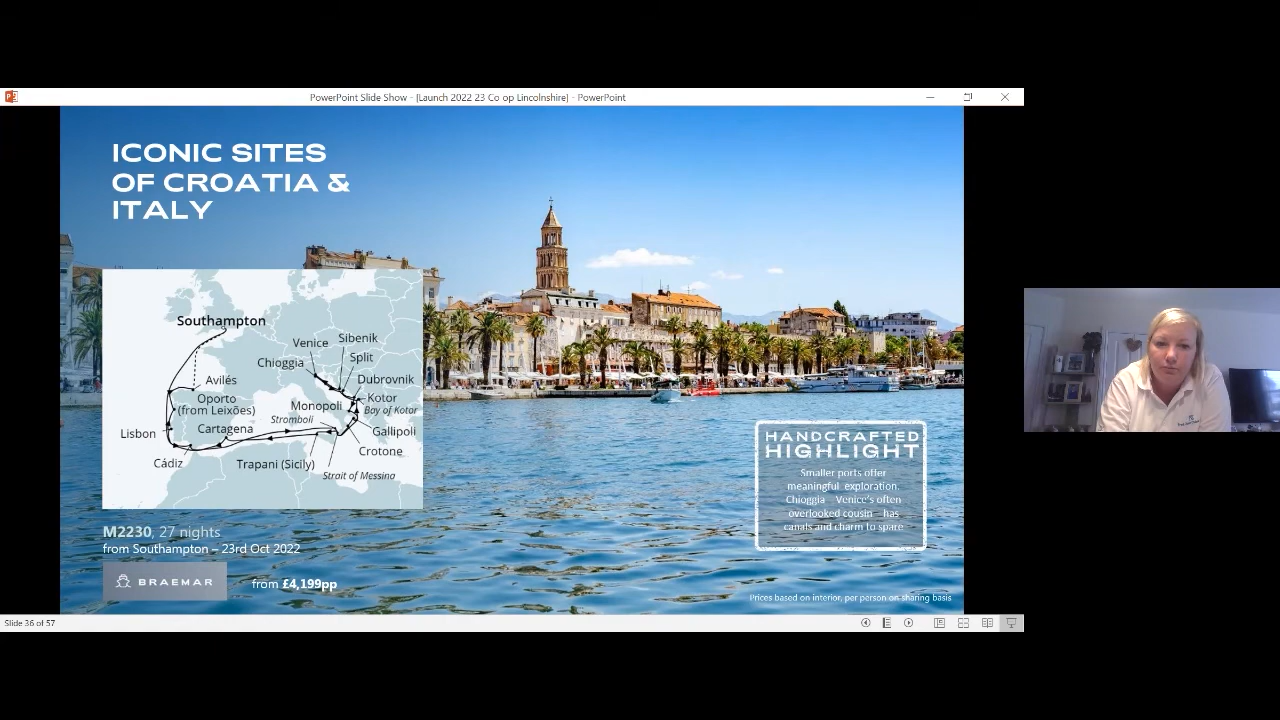 PowerPoint Slide Show - [Launch 2022 23 Co op Lincolnshire] - PowerPoint
ICONIC SITES
OF CROATIA &
ITALY
Southampton
Venice
Sibenik
Chioggia
Split
Avilés
Dubrovnik
Oporto
(from Leixões)
Kotor
Monopoli
Bay of Kotor
Stromboli
Cartagena
Lisbon
Gallipoli
Crotone
Cádiz
Trapani (Sicily)
Strait of Messina
HANDCRAFTED
HIGHLIGHT
Smaller ports offer
meaningful exploration.
Chioggia Venice's often
overlooked cousin has
canals and charm to spare
M2230, 27 nights
from Southampton – 23rd Oct 2022
BRAEMAR
from £4,199pp
Prices based on interior, per person on sharing basis
Slide 36 of 57